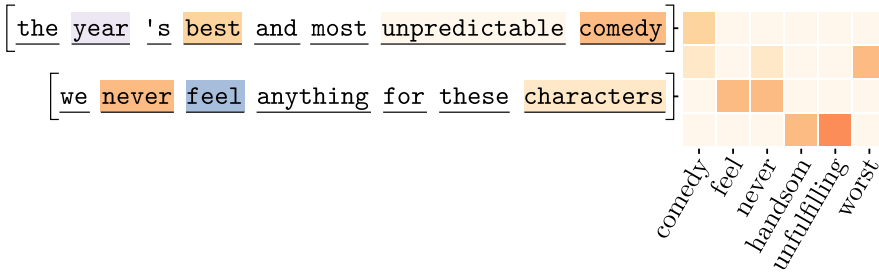 [the year 's best and most unpredictable comedy]
[we never feel anything for these characters]
comedy
feel
never
handsom
unfulfilling
worst